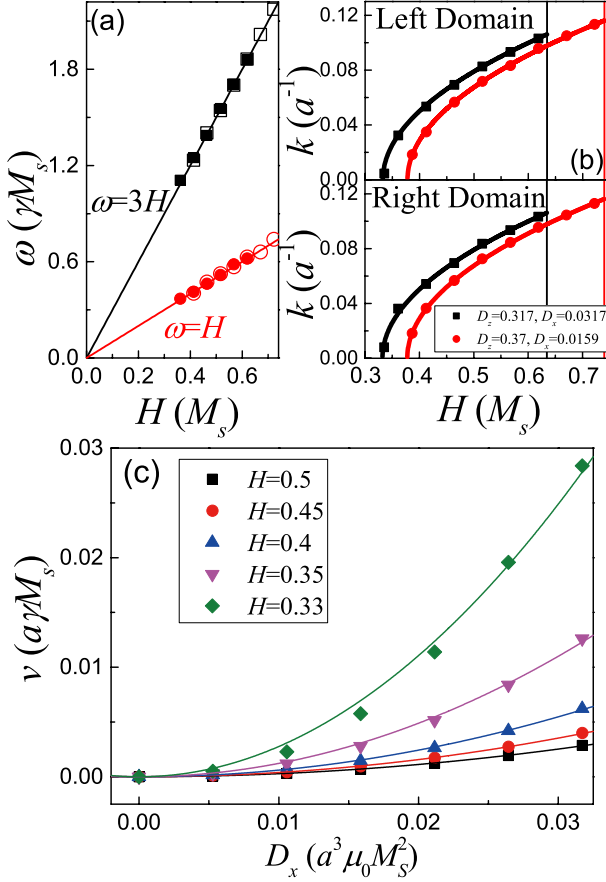 (a)
ω (γM_s)
2.1
1.8
1.2
0.6
0.0
ω=3H
ω=H
0.0 0.2 0.4 0.6
H (M_s)
Left Domain
k (a⁻¹)
0.12
0.08
0.04
0.00
(b)
Right Domain
k (a⁻¹)
0.12
0.08
0.04
0.00
D_z=0.317, D_x=0.0317
D_z=0.37, D_x=0.0159
0.3 0.4 0.5 0.6 0.7
H (M_s)
(c)
v (aγM_s)
0.03
0.02
0.01
0.00
H=0.5
H=0.45
H=0.4
H=0.35
H=0.33
0.00 0.01 0.02 0.03
D_x (a³μ₀M_S²)